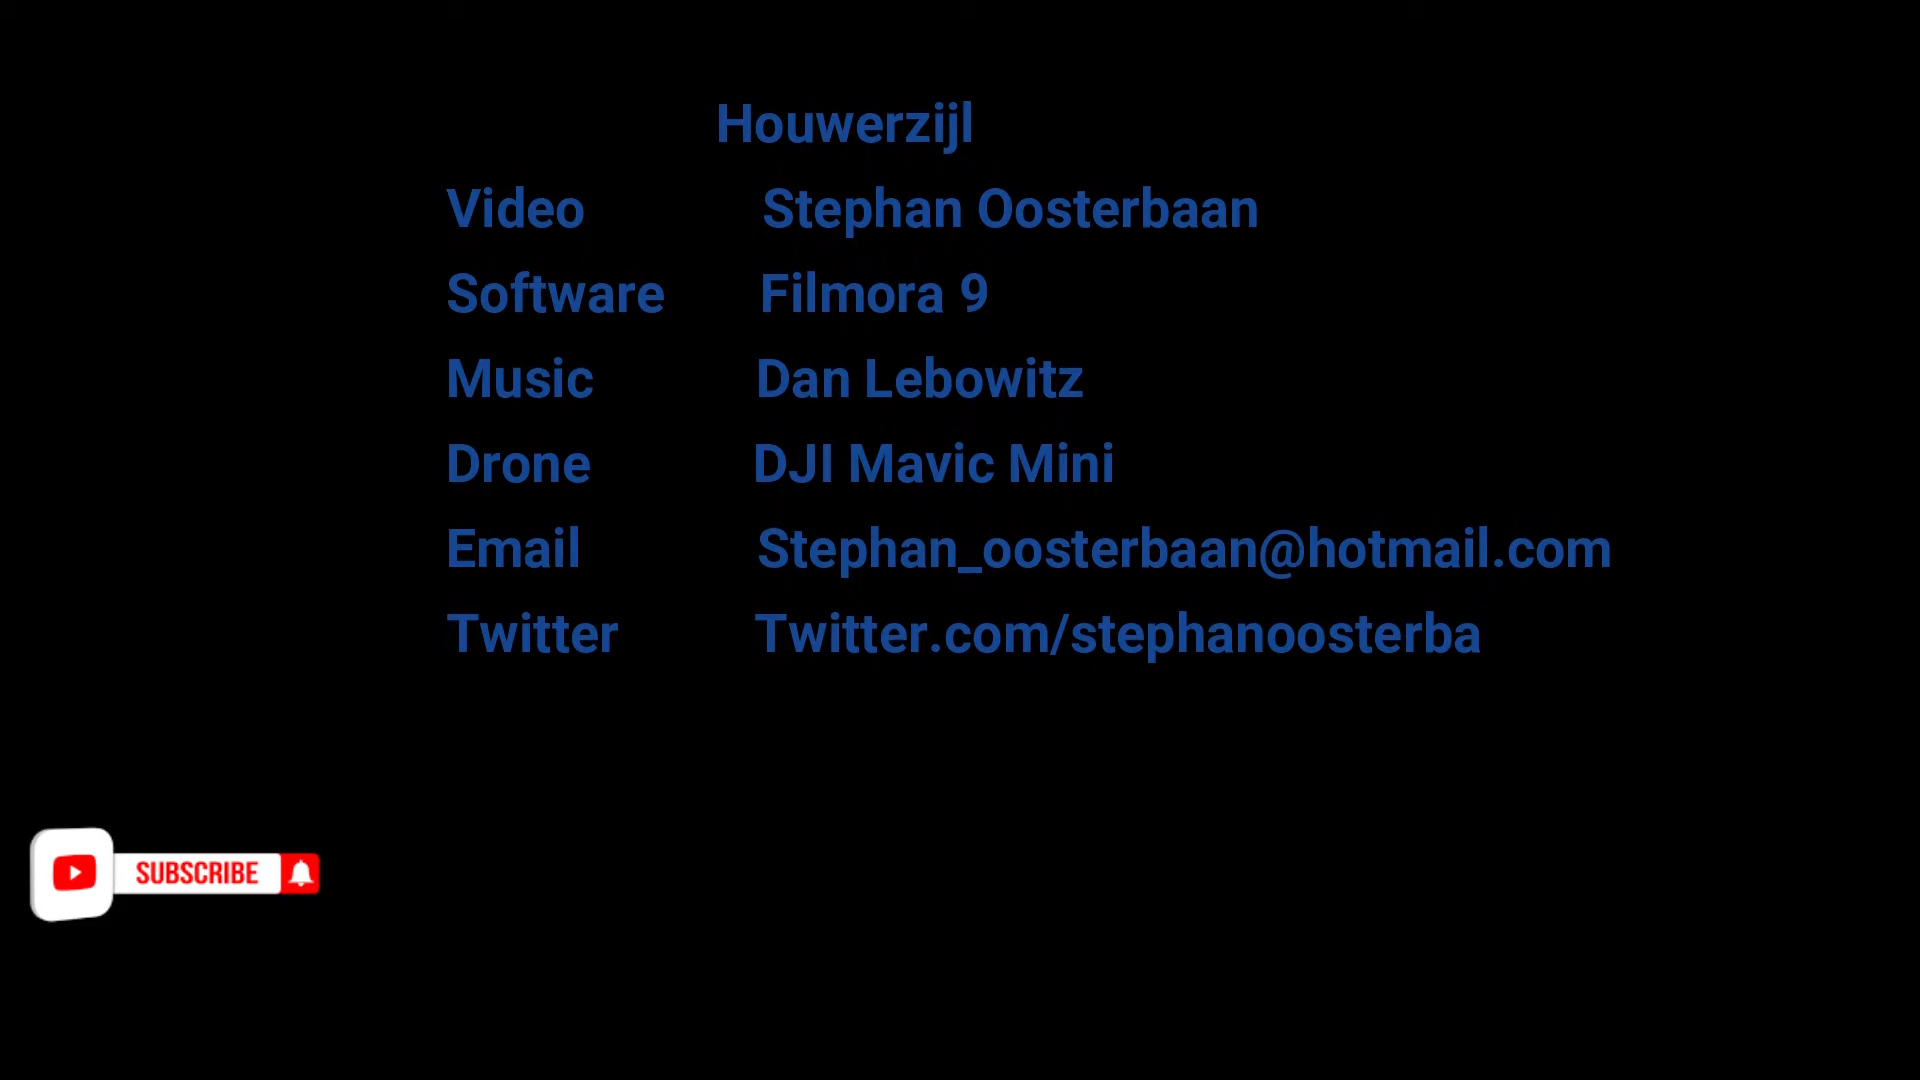 Houwerzijl
Video Stephan Oosterbaan
Software Filmora 9
Music Dan Lebowitz
Drone DJI Mavic Mini
Email Stephan_oosterbaan@hotmail.com
Twitter Twitter.com/stephanoosterba
SUBSCRIBE